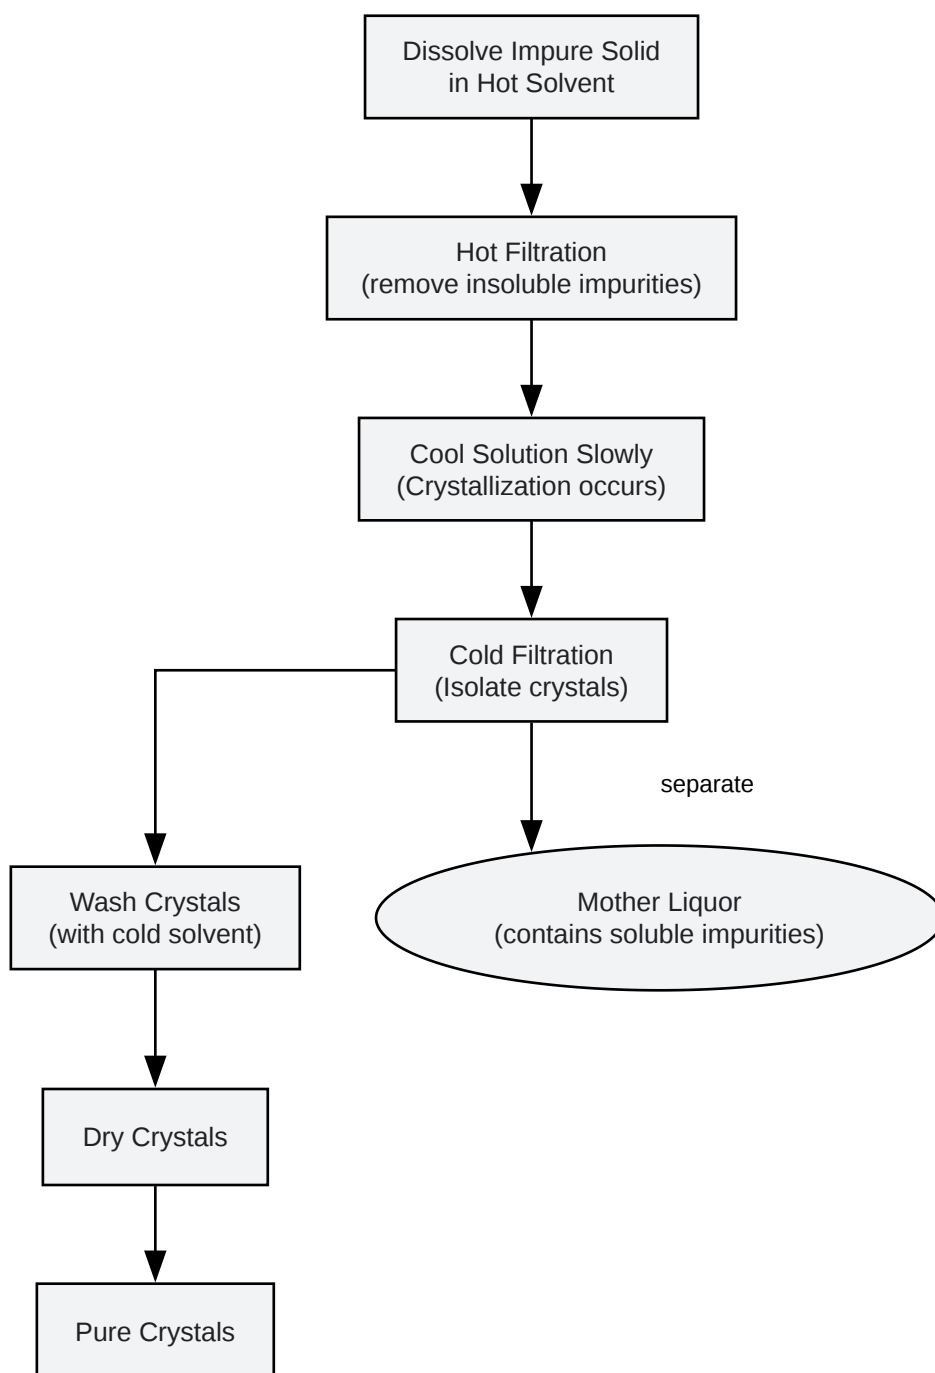 Dissolve Impure Solid
in Hot Solvent
Hot Filtration
(remove insoluble impurities)
Cool Solution Slowly
(Crystallization occurs)
Cold Filtration
(Isolate crystals)
separate
Wash Crystals
(with cold solvent)
Mother Liquor
(contains soluble impurities)
Dry Crystals
Pure Crystals